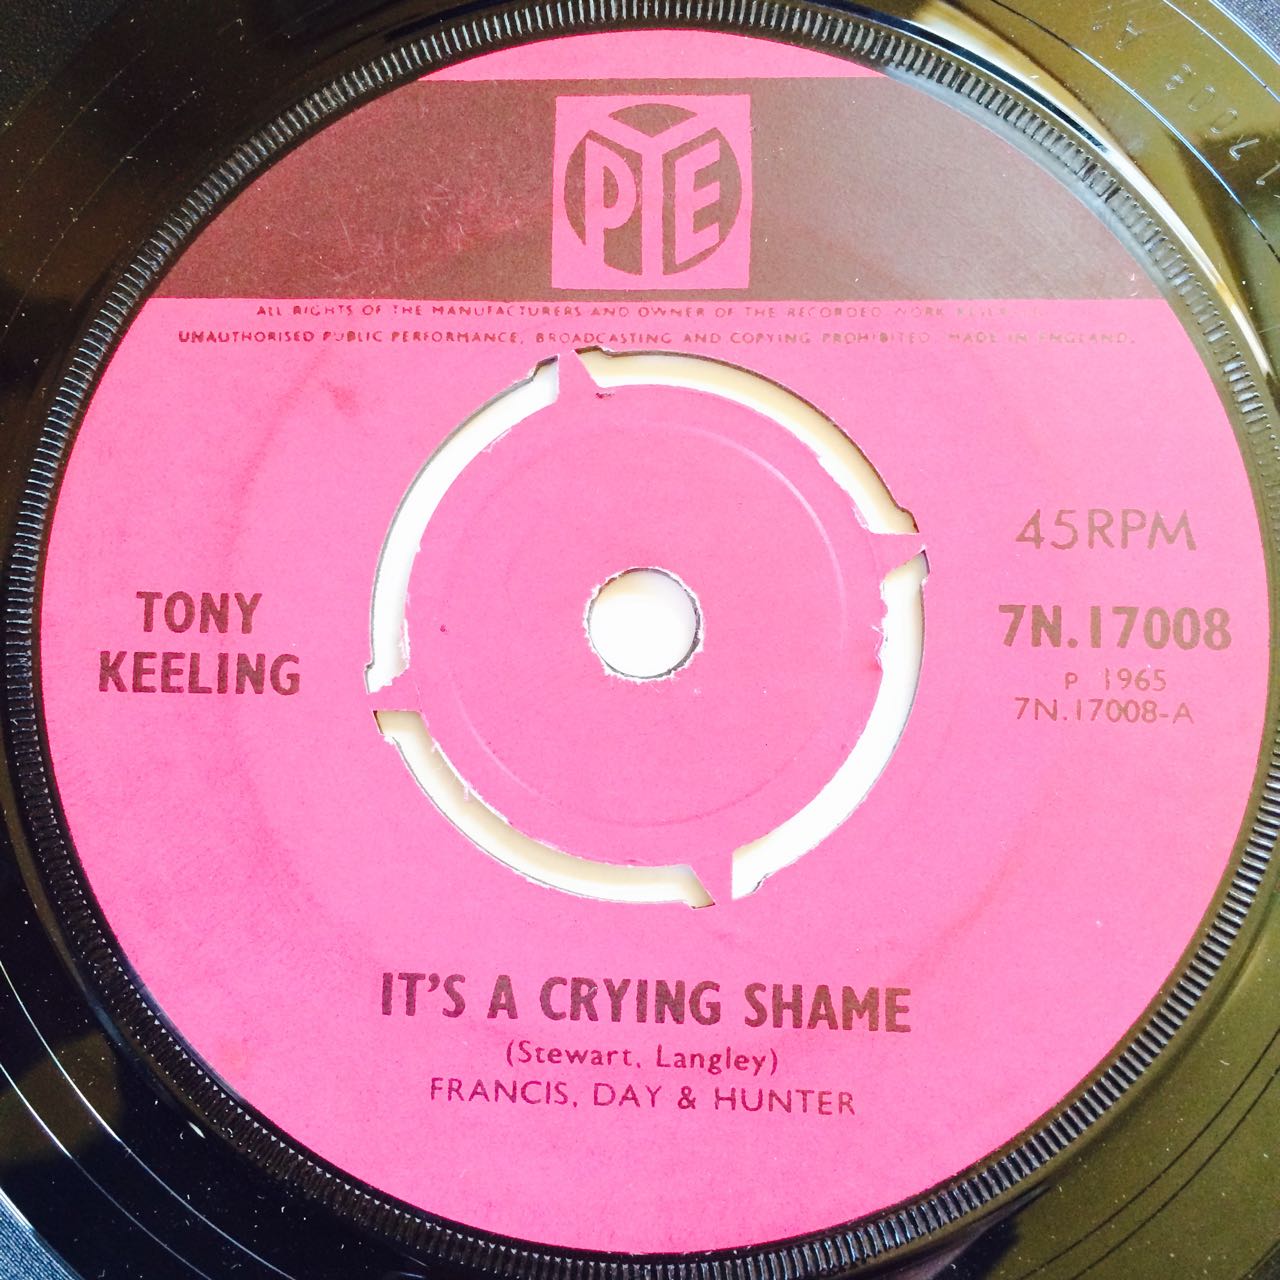 PYE
ALL RIGHTS OF THE MANUFACTURERS AND OWNER OF THE RECORDED WORK RESERVED
UNAUTHORISED PUBLIC PERFORMANCE, BROADCASTING AND COPYING PROHIBITED. MADE IN ENGLAND.
45RPM
TONY
KEELING
7N.17008
P 1965
7N.17008-A
IT'S A CRYING SHAME
(Stewart, Langley)
FRANCIS, DAY & HUNTER